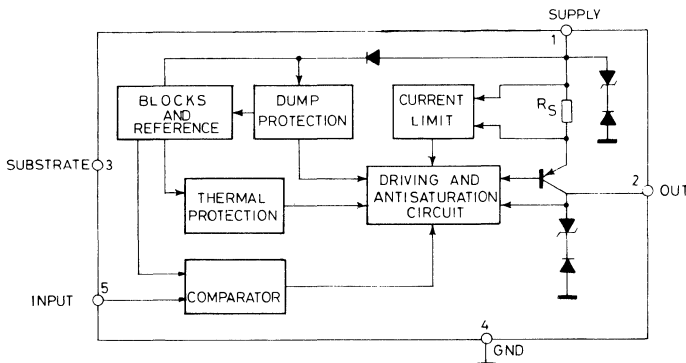 SUPPLY
1
BLOCKS
AND
REFERENCE
DUMP
PROTECTION
CURRENT
LIMIT
RS
SUBSTRATE
3
THERMAL
PROTECTION
DRIVING AND
ANTISATURATION
CIRCUIT
2
OUT
INPUT
5
COMPARATOR
4
GND